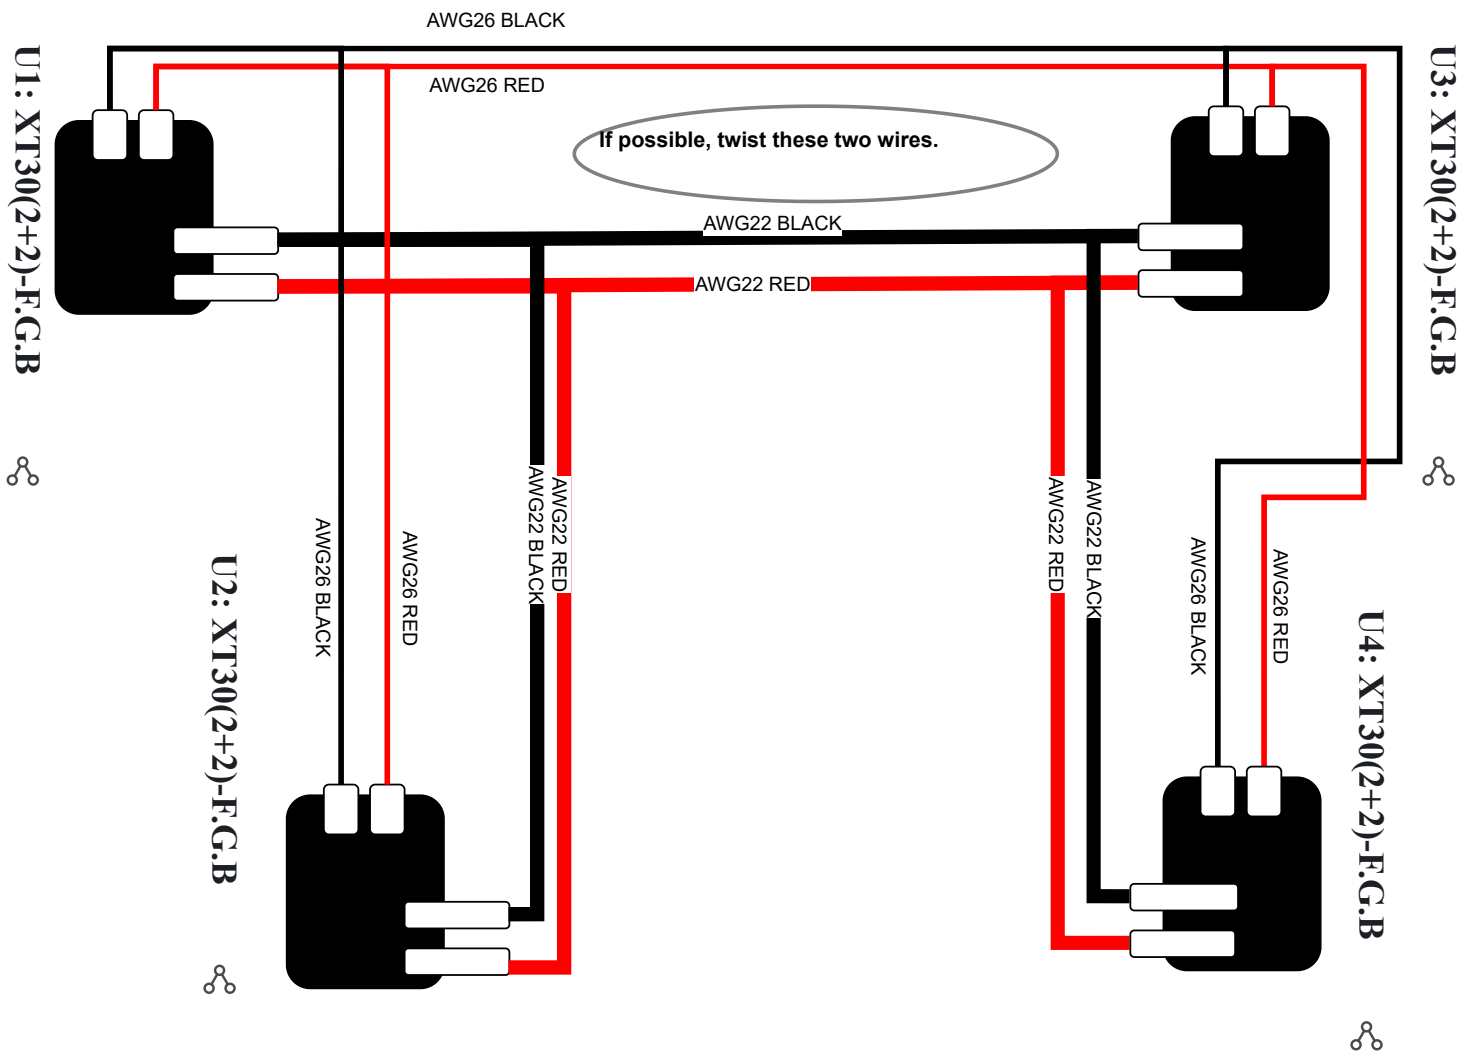 AWG26 BLACK
AWG26 RED
U1: XT30(2+2)-F.G.B
U3: XT30(2+2)-F.G.B
If possible, twist these two wires.
AWG22 BLACK
AWG22 RED
AWG26 BLACK
AWG26 RED
AWG22 BLACK
AWG22 RED
AWG22 RED
AWG22 BLACK
AWG26 BLACK
AWG26 RED
U2: XT30(2+2)-F.G.B
U4: XT30(2+2)-F.G.B